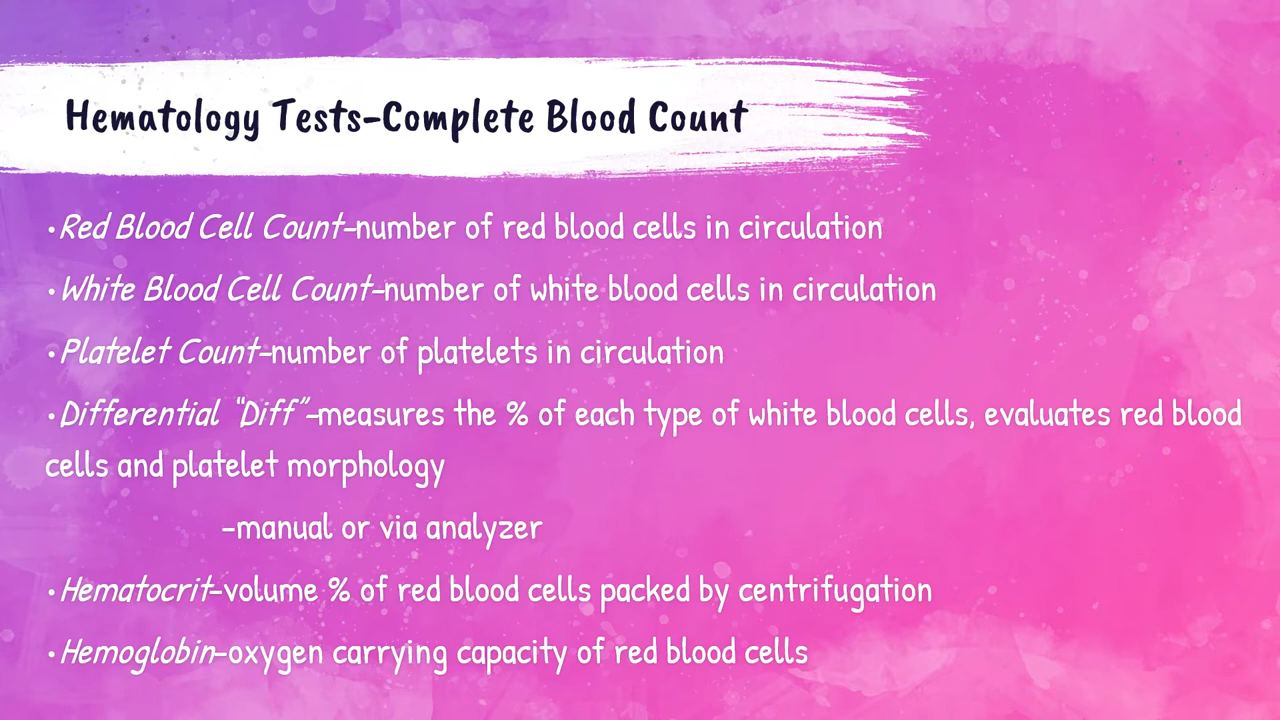 Hematology Tests-Complete Blood Count
•Red Blood Cell Count-number of red blood cells in circulation
•White Blood Cell Count-number of white blood cells in circulation
•Platelet Count-number of platelets in circulation
•Differential “Diff”-measures the % of each type of white blood cells, evaluates red blood
cells and platelet morphology
-manual or via analyzer
•Hematocrit-volume % of red blood cells packed by centrifugation
•Hemoglobin-oxygen carrying capacity of red blood cells